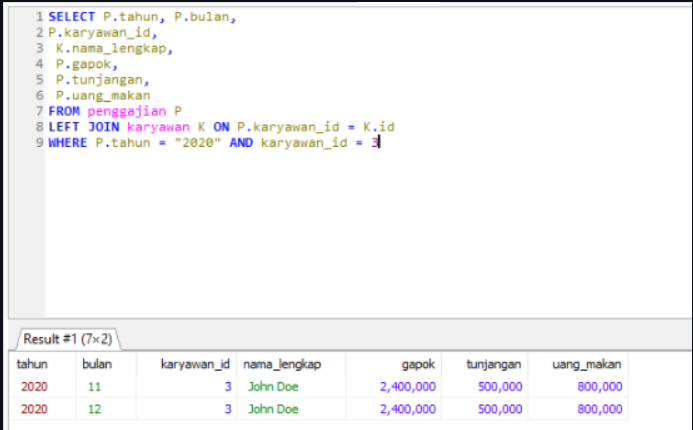 1 SELECT P.tahun, P.bulan,
2 P.karyawan_id,
3 K.nama_lengkap,
4 P.gapok,
5 P.tunjangan,
6 P.uang_makan
7 FROM penggajian P
8 LEFT JOIN karyawan K ON P.karyawan_id = K.id
9 WHERE P.tahun = "2020" AND karyawan_id = 3
Result #1 (7×2)
tahun bulan karyawan_id nama_lengkap gapok tunjangan uang_makan
2020 11 3 John Doe 2,400,000 500,000 800,000
2020 12 3 John Doe 2,400,000 500,000 800,000